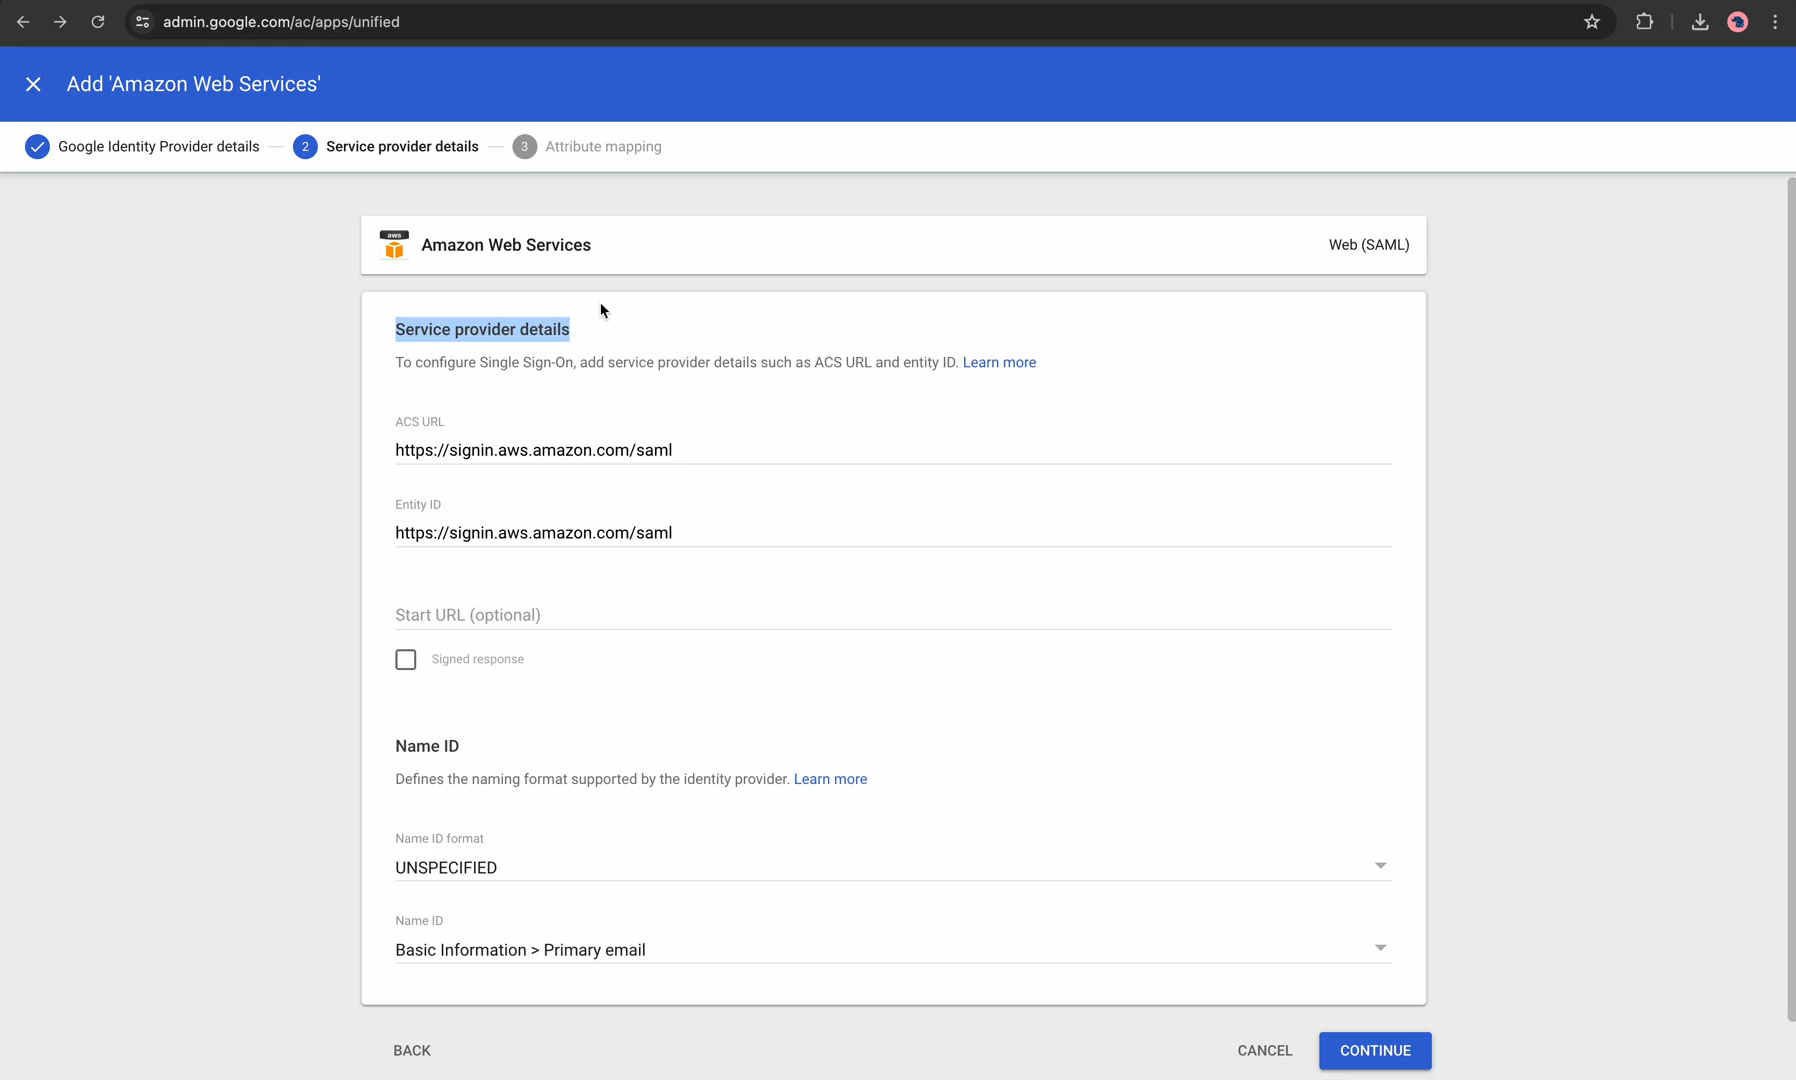 admin.google.com/ac/apps/unified
Add 'Amazon Web Services'
Google Identity Provider details
2 Service provider details
3 Attribute mapping
aws
Amazon Web Services
Web (SAML)
Service provider details
To configure Single Sign-On, add service provider details such as ACS URL and entity ID. Learn more
ACS URL
https://signin.aws.amazon.com/saml
Entity ID
https://signin.aws.amazon.com/saml
Start URL (optional)
Signed response
Name ID
Defines the naming format supported by the identity provider. Learn more
Name ID format
UNSPECIFIED
Name ID
Basic Information > Primary email
BACK
CANCEL
CONTINUE